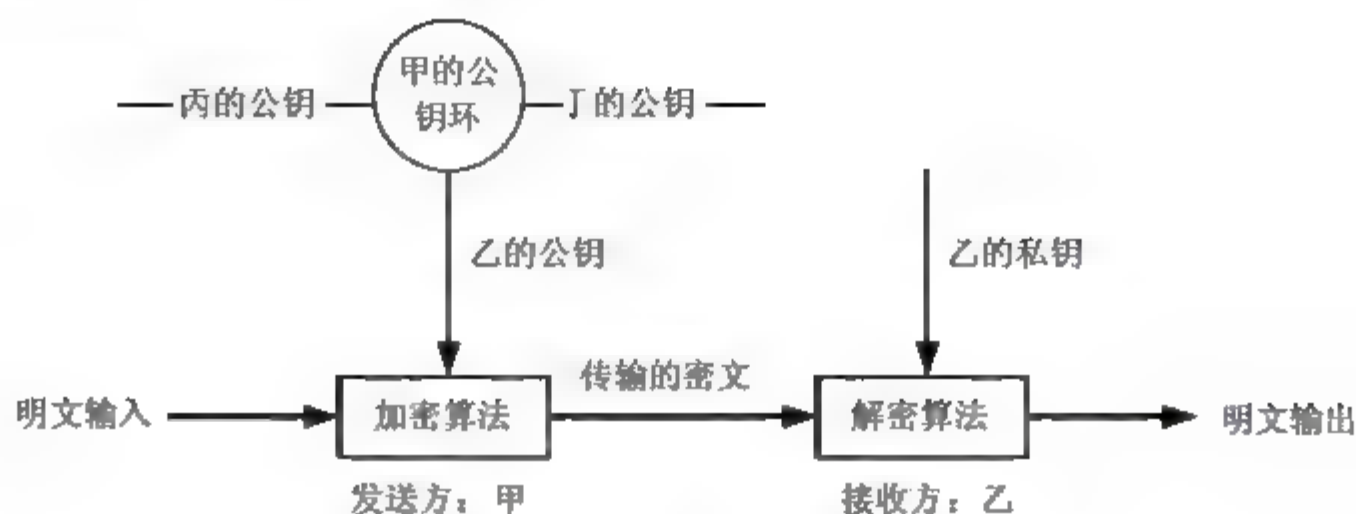 甲的公
钥环
丙的公钥
丁的公钥
乙的公钥
乙的私钥
传输的密文
明文输入
加密算法
解密算法
明文输出
发送方：甲
接收方：乙